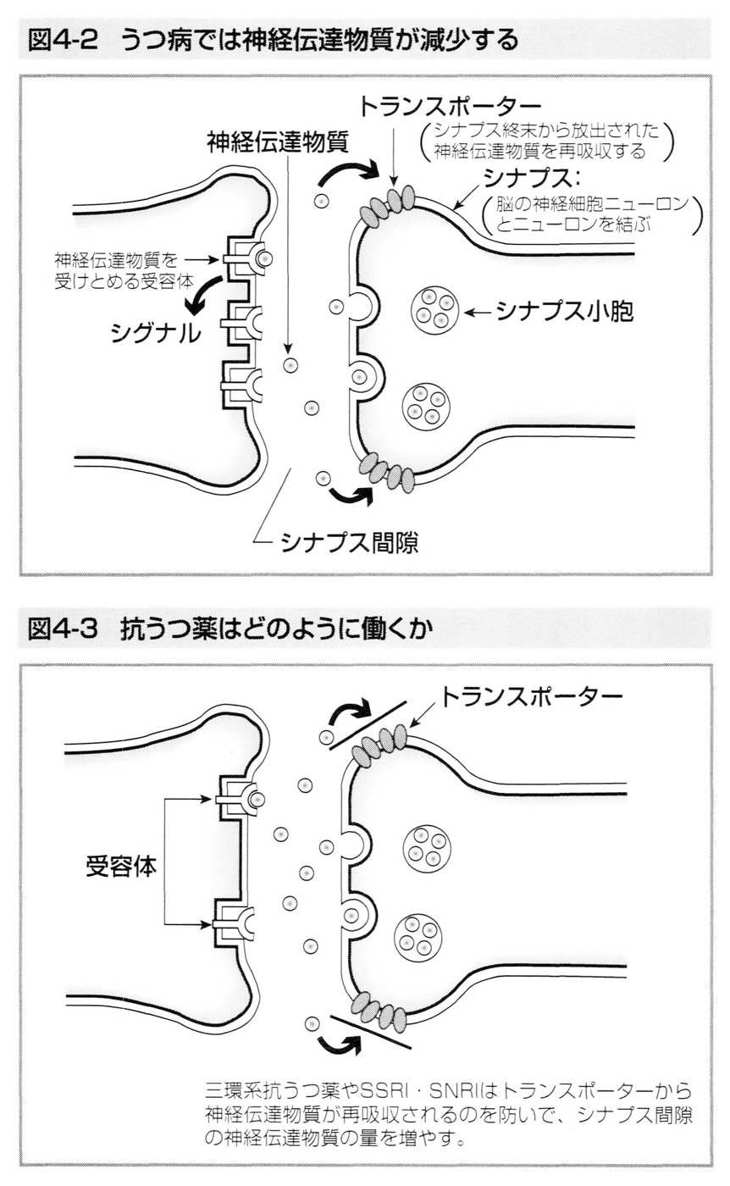 図4-2 うつ病では神経伝達物質が減少する
トランスポーター
(シナプス終末から放出された
神経伝達物質を再吸収する)
神経伝達物質
シナプス:
(脳の神経細胞ニューロン
とニューロンを結ぶ)
神経伝達物質を
受けとめる受容体
シグナル
シナプス小胞
シナプス間隙
図4-3 抗うつ薬はどのように働くか
トランスポーター
受容体
三環系抗うつ薬やSSRI・SNRIはトランスポーターから
神経伝達物質が再吸収されるのを防いで、シナプス間隙
の神経伝達物質の量を増やす。